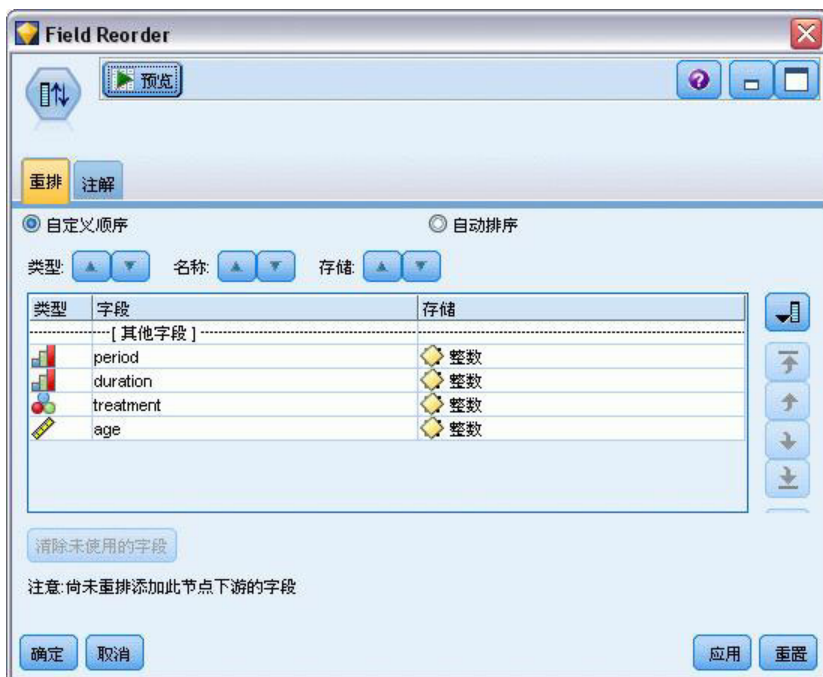 Field Reorder
预览
重排 注解
自定义顺序 自动排序
类型: 名称: 存储:
类型 字段 存储
[ 其他字段 ]
period 整数
duration 整数
treatment 整数
age 整数
清除未使用的字段
注意:尚未重排添加此节点下游的字段
确定 取消 应用 重置